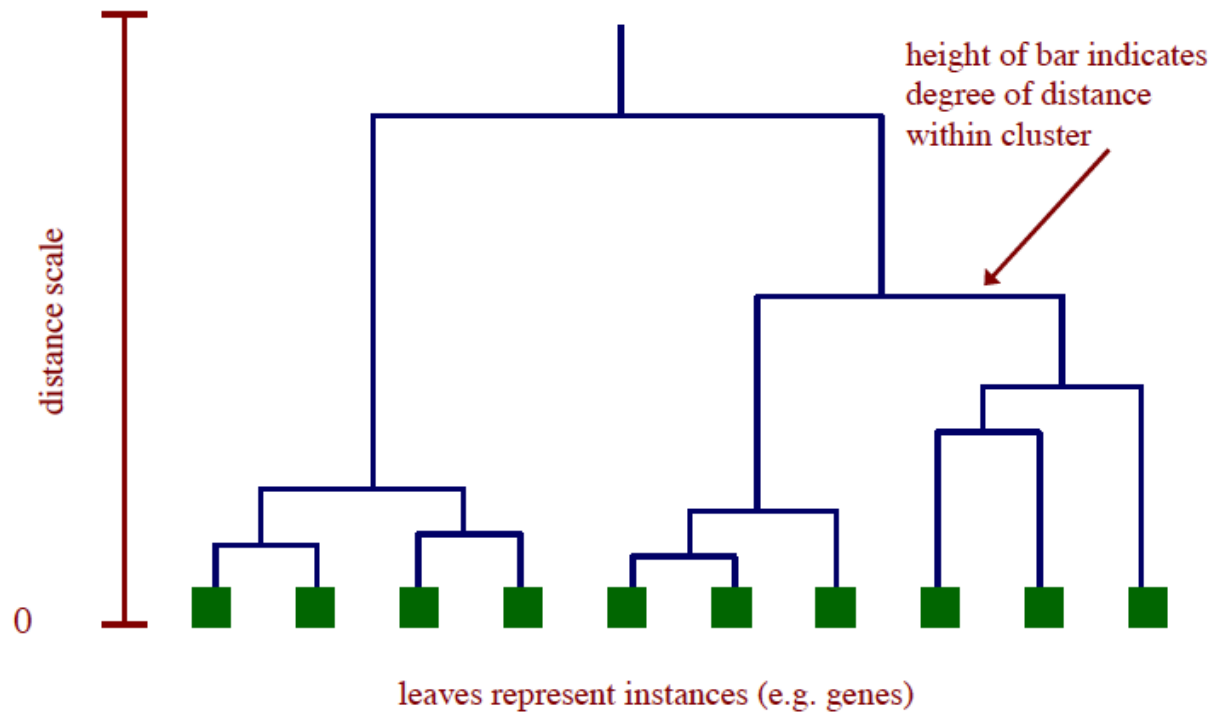 height of bar indicates
degree of distance
within cluster
distance scale
0
leaves represent instances (e.g. genes)